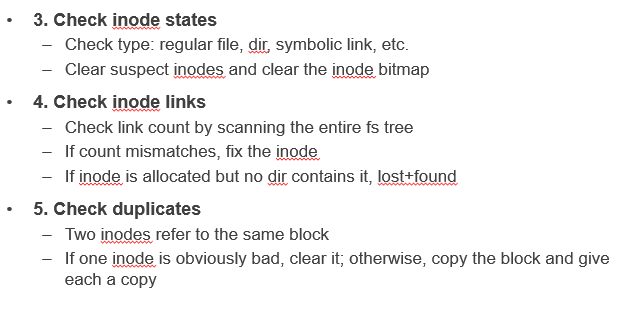 • 3. Check inode states
– Check type: regular file, dir, symbolic link, etc.
– Clear suspect inodes and clear the inode bitmap
• 4. Check inode links
– Check link count by scanning the entire fs tree
– If count mismatches, fix the inode
– If inode is allocated but no dir contains it, lost+found
• 5. Check duplicates
– Two inodes refer to the same block
– If one inode is obviously bad, clear it; otherwise, copy the block and give
each a copy